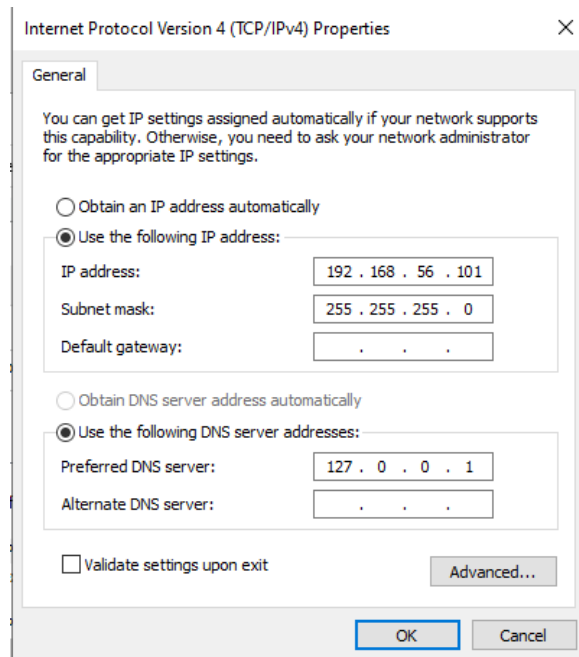 Internet Protocol Version 4 (TCP/IPv4) Properties
General
You can get IP settings assigned automatically if your network supports
this capability. Otherwise, you need to ask your network administrator
for the appropriate IP settings.
Obtain an IP address automatically
Use the following IP address:
IP address: 192 . 168 . 56 . 101
Subnet mask: 255 . 255 . 255 . 0
Default gateway: . . .
Obtain DNS server address automatically
Use the following DNS server addresses:
Preferred DNS server: 127 . 0 . 0 . 1
Alternate DNS server: . . .
Validate settings upon exit
Advanced...
OK Cancel